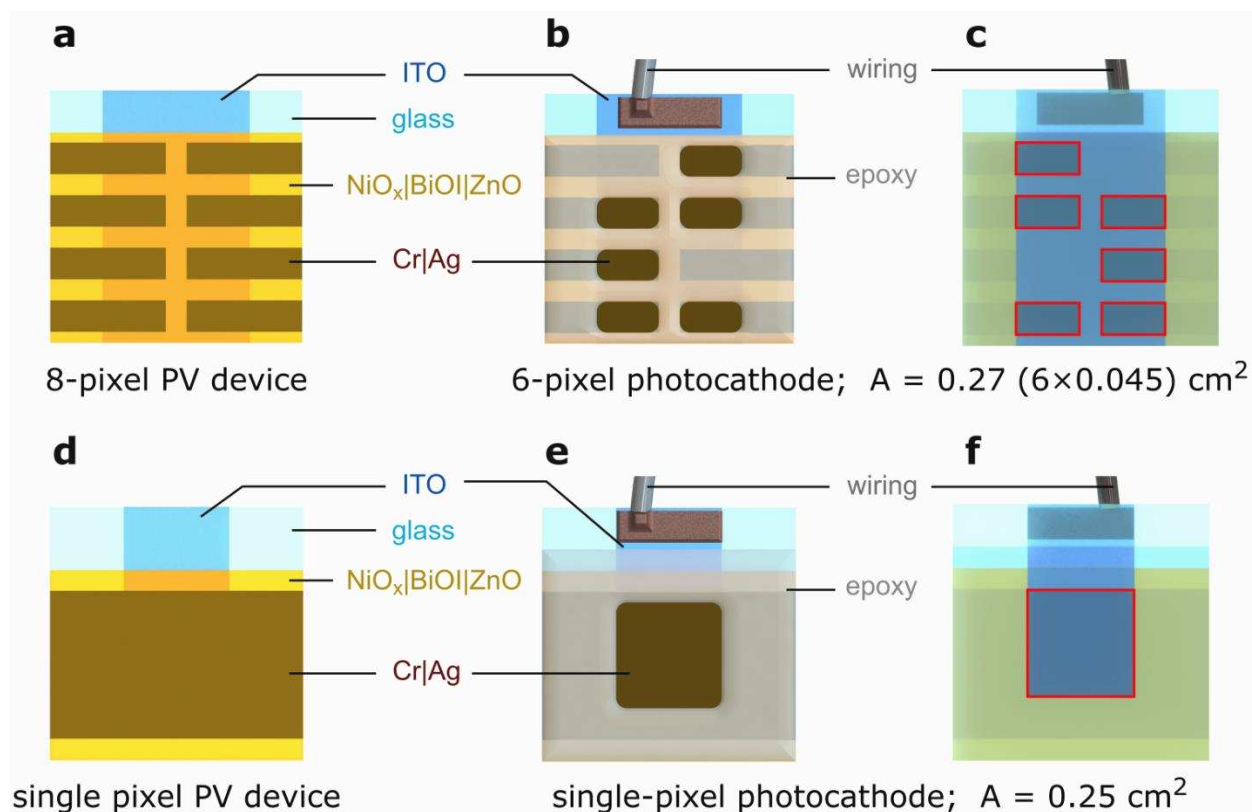 a
b
c
ITO
wiring
glass
NiOₓ|BiOI|ZnO
epoxy
Cr|Ag
8-pixel PV device
6-pixel photocathode; A = 0.27 (6×0.045) cm²
d
e
f
ITO
wiring
glass
NiOₓ|BiOI|ZnO
epoxy
Cr|Ag
single pixel PV device
single-pixel photocathode; A = 0.25 cm²